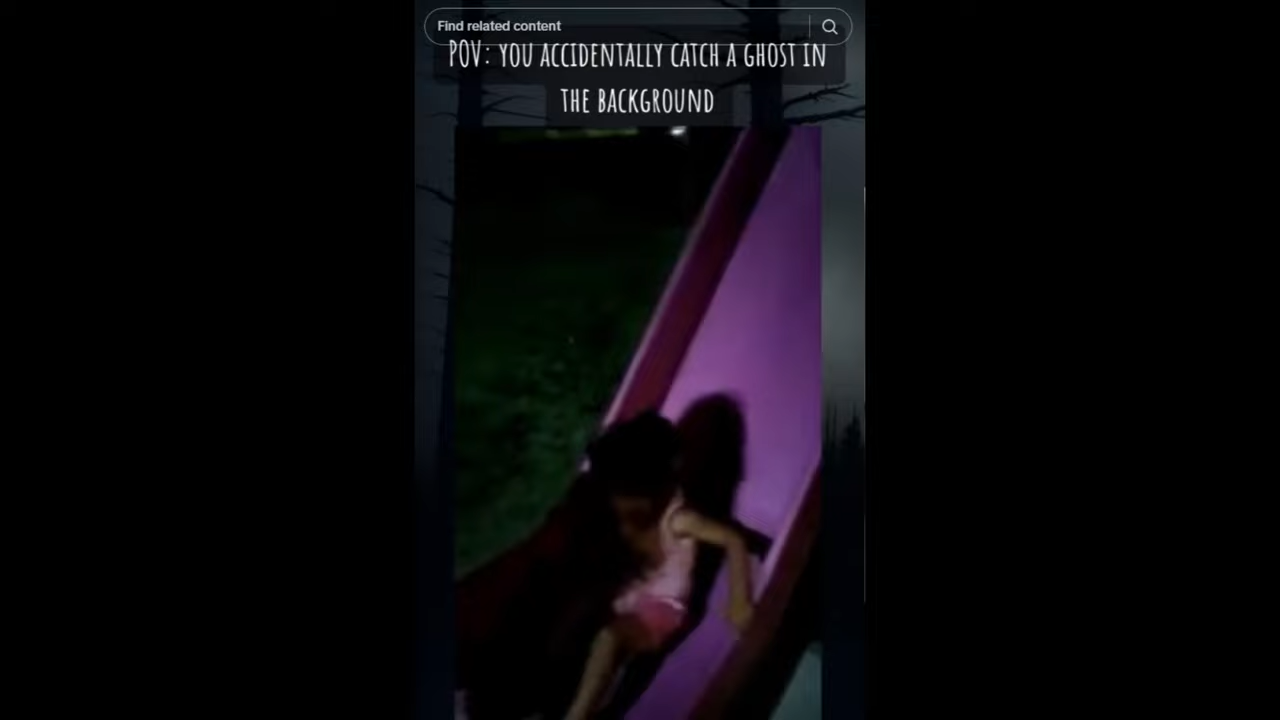 Find related content
POV: YOU ACCIDENTALLY CATCH A GHOST IN
THE BACKGROUND